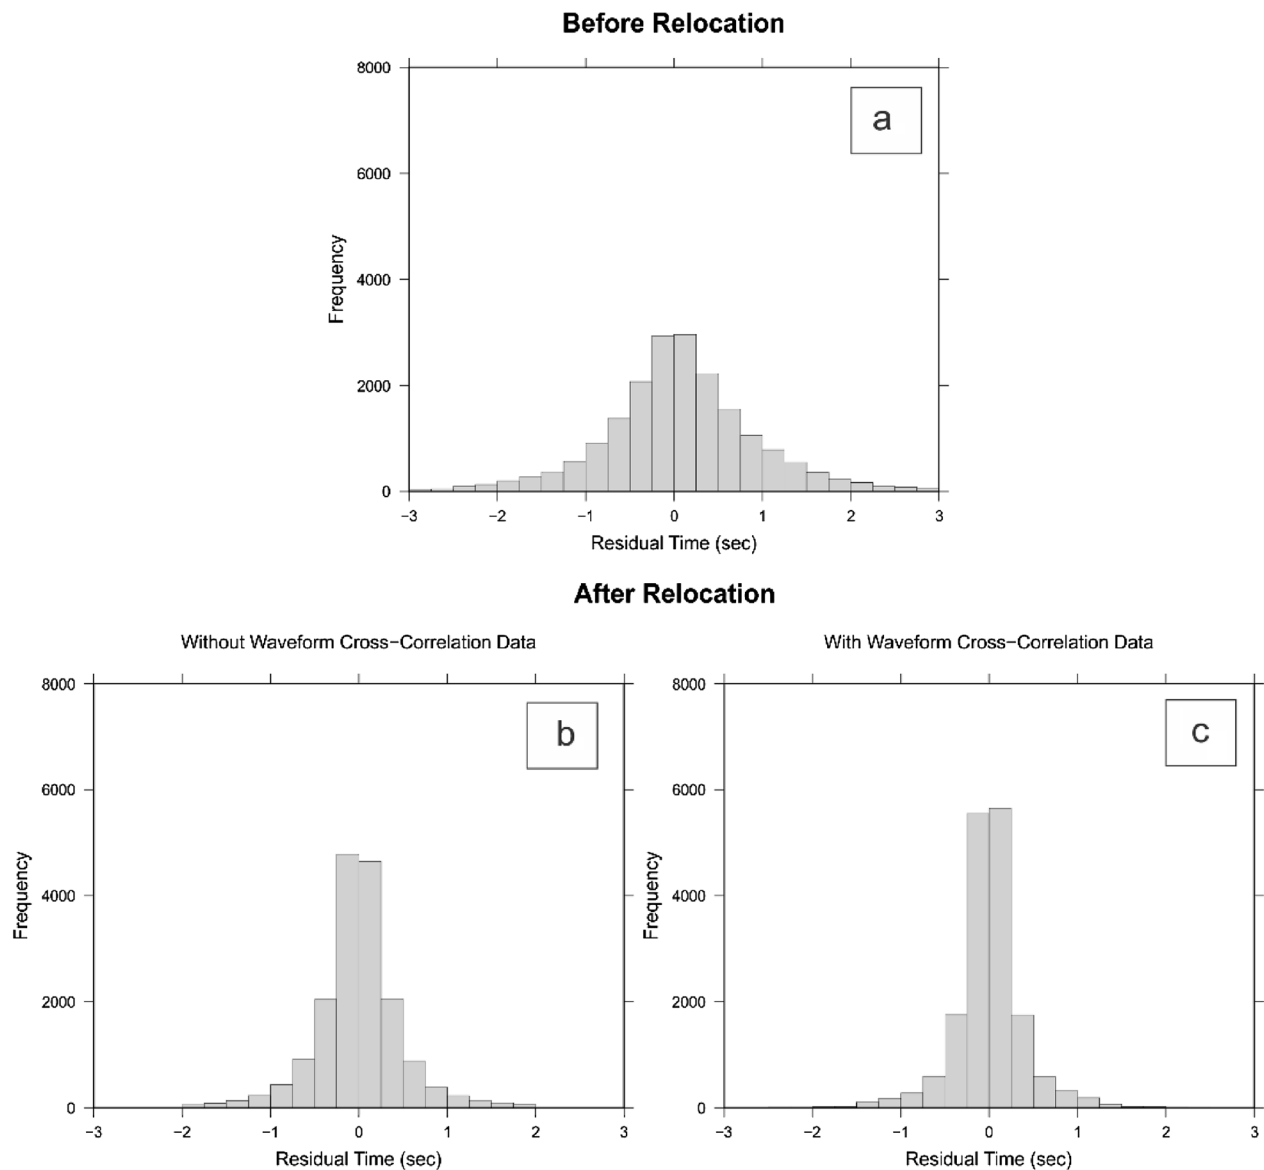 Before Relocation
a
8000
6000
4000
2000
0
Frequency
−3 −2 −1 0 1 2 3
Residual Time (sec)
After Relocation
Without Waveform Cross−Correlation Data
b
8000
6000
4000
2000
0
Frequency
−3 −2 −1 0 1 2 3
Residual Time (sec)
With Waveform Cross−Correlation Data
c
8000
6000
4000
2000
0
Frequency
−3 −2 −1 0 1 2 3
Residual Time (sec)